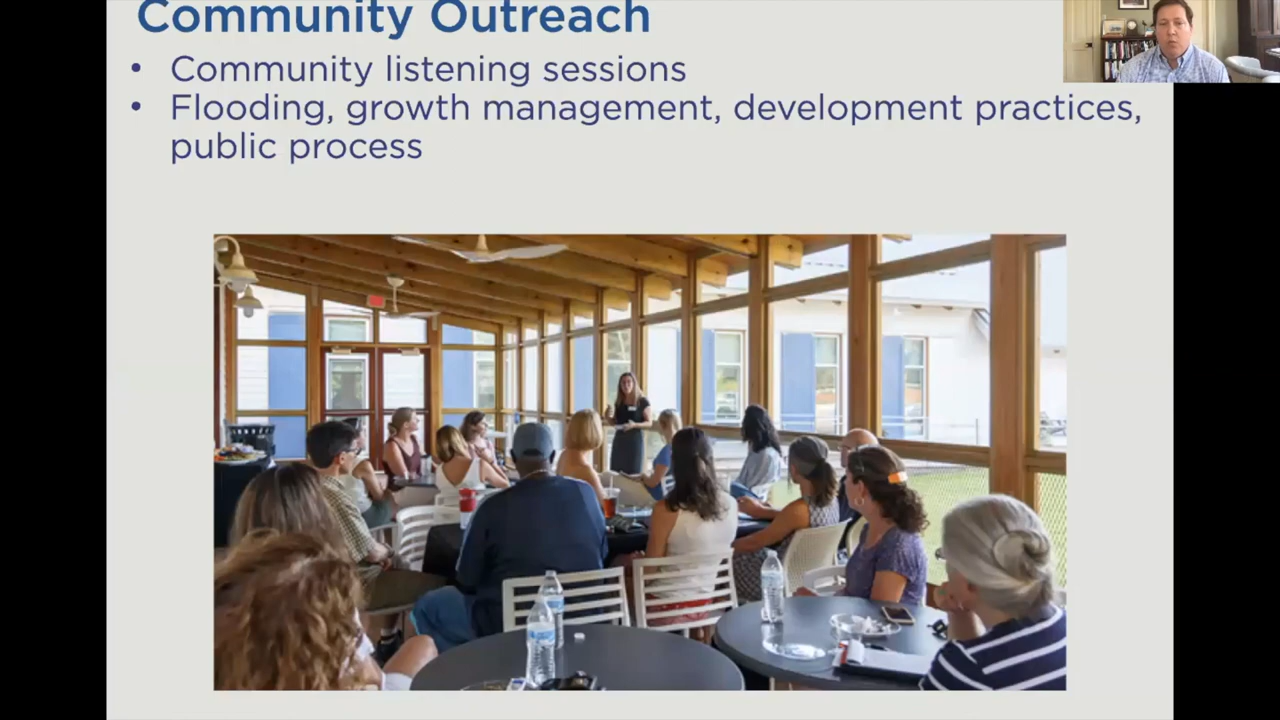 Community Outreach
• Community listening sessions
• Flooding, growth management, development practices,
public process